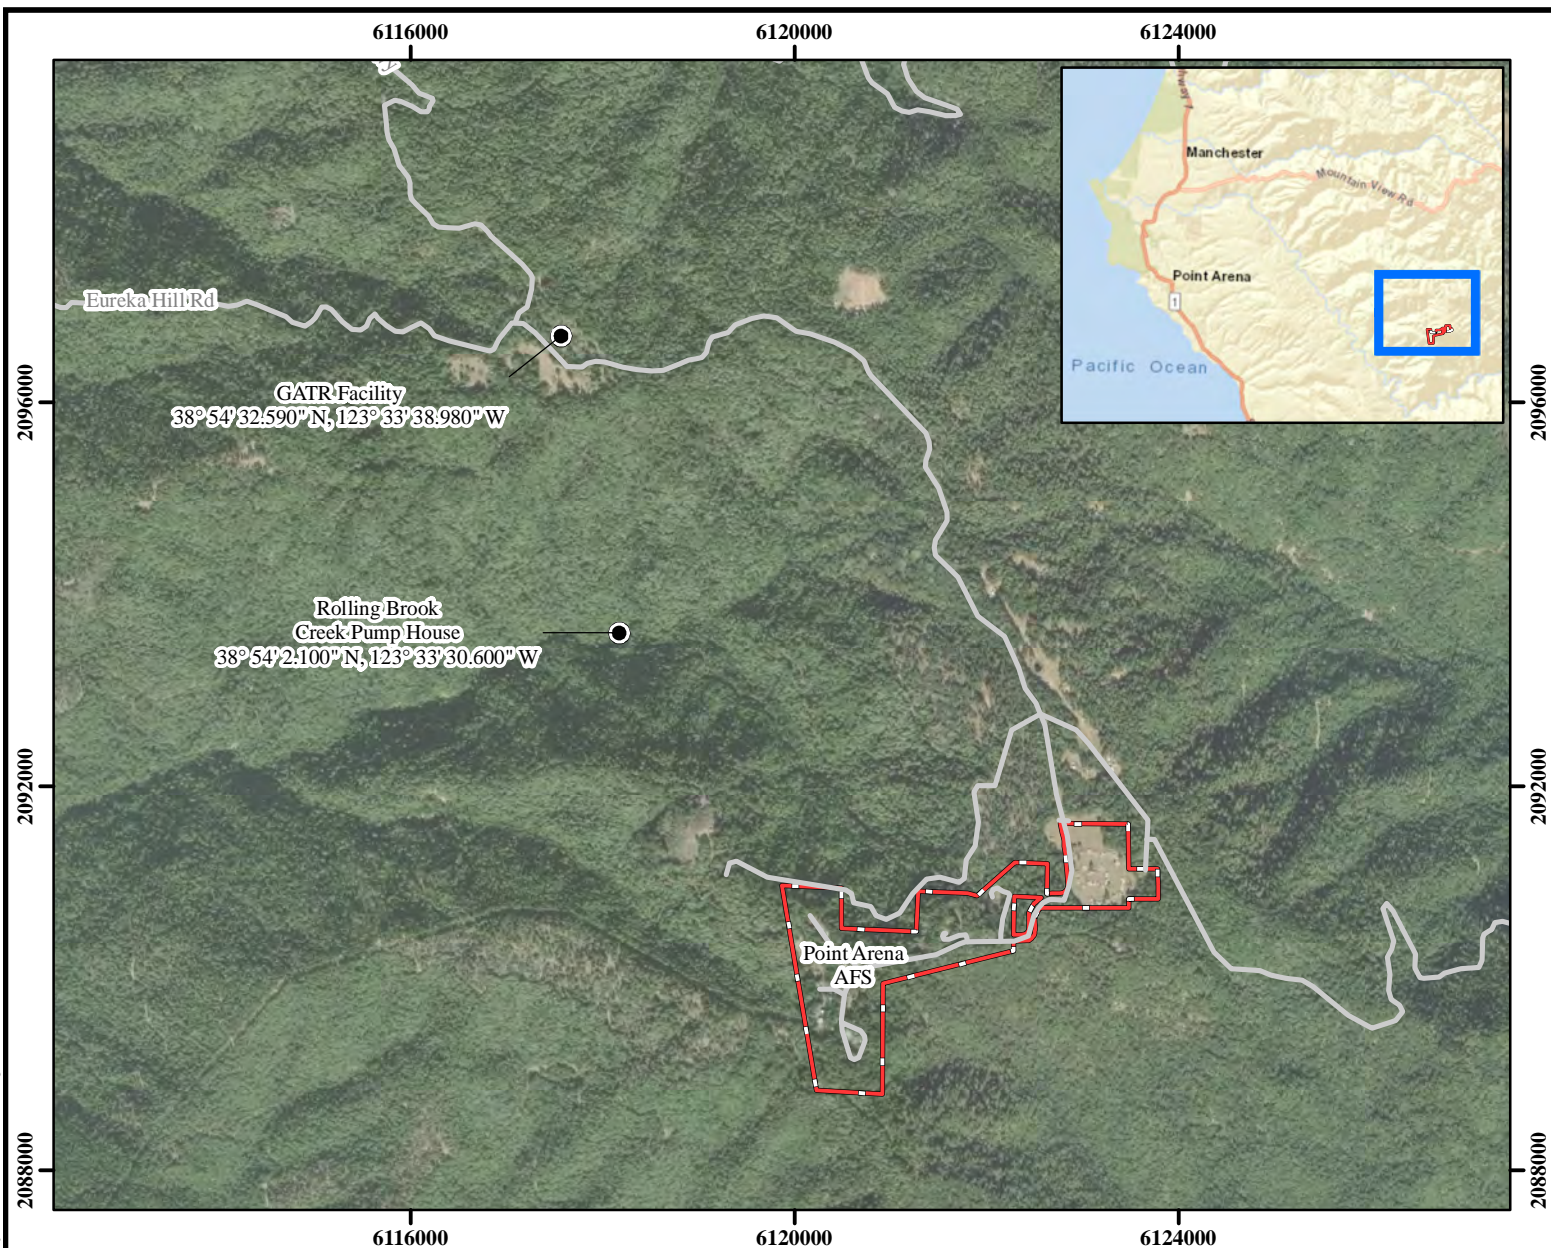 6116000
6120000
6124000
hway 1
Manchester
Mountain View Rd
Point Arena
1
Pacific Ocean
Eureka Hill Rd
GATR Facility
38° 54' 32.590" N, 123° 33' 38.980" W
2096000
2096000
Rolling Brook
Creek Pump House
38° 54' 2.100" N, 123° 33' 30.600" W
2092000
2092000
Point Arena
AFS
2088000
2088000
6116000
6120000
6124000